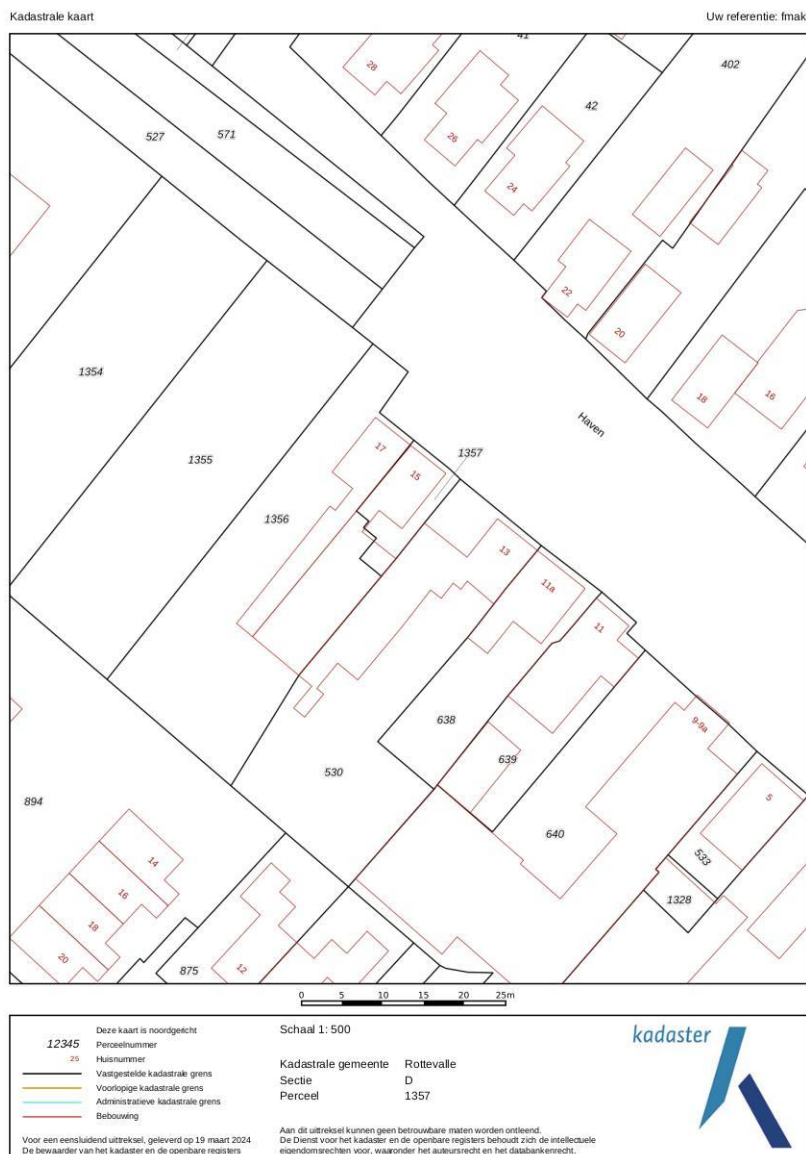 Kadastrale kaart
Uw referentie: fmak
41
402
28
42
26
24
527
571
22
20
18
16
1354
Haven
1357
17
15
1355
1356
13
11a
11
638
9-9a
639
530
5
894
640
533
14
16
1328
18
20
875
12
0 5 10 15 20 25m
Deze kaart is noordgericht
12345 Perceelnummer
25 Huisnummer
Vastgestelde kadastrale grens
Voorlopige kadastrale grens
Administratieve kadastrale grens
Bebouwing
Voor een eensluidend uittreksel, geleverd op 19 maart 2024
De bewaarder van het kadaster en de openbare registers
Schaal 1: 500
Kadastrale gemeente Rottevalle
Sectie D
Perceel 1357
Aan dit uittreksel kunnen geen betrouwbare maten worden ontleend.
De Dienst voor het kadaster en de openbare registers behoudt zich de intellectuele
eigendomsrechten voor, waaronder het auteursrecht en het databankenrecht.
kadaster